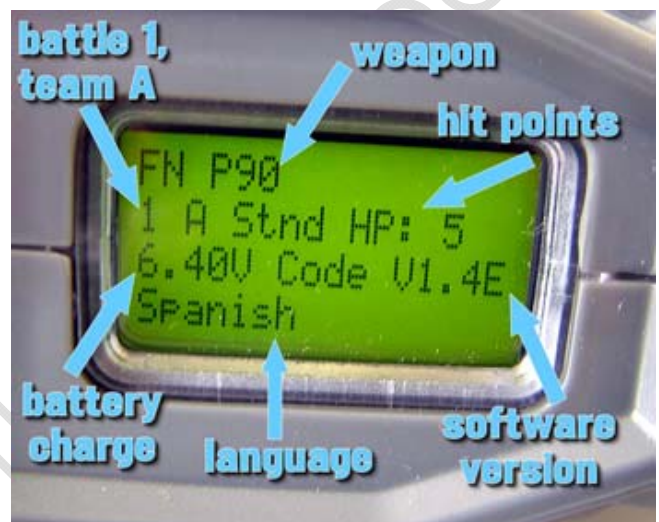 battle 1,
team A
weapon
hit points
FN P90
1 A Stnd HP: 5
6.40V Code V1.4E
Spanish
battery
charge
language
software
version